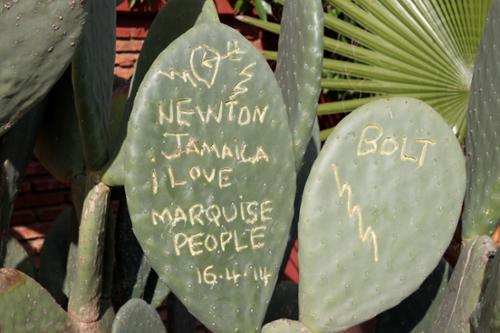 NEWTON
JAMAICA
i LOVE
MARQUISE
PEOPLE
16.4.14
BOLT